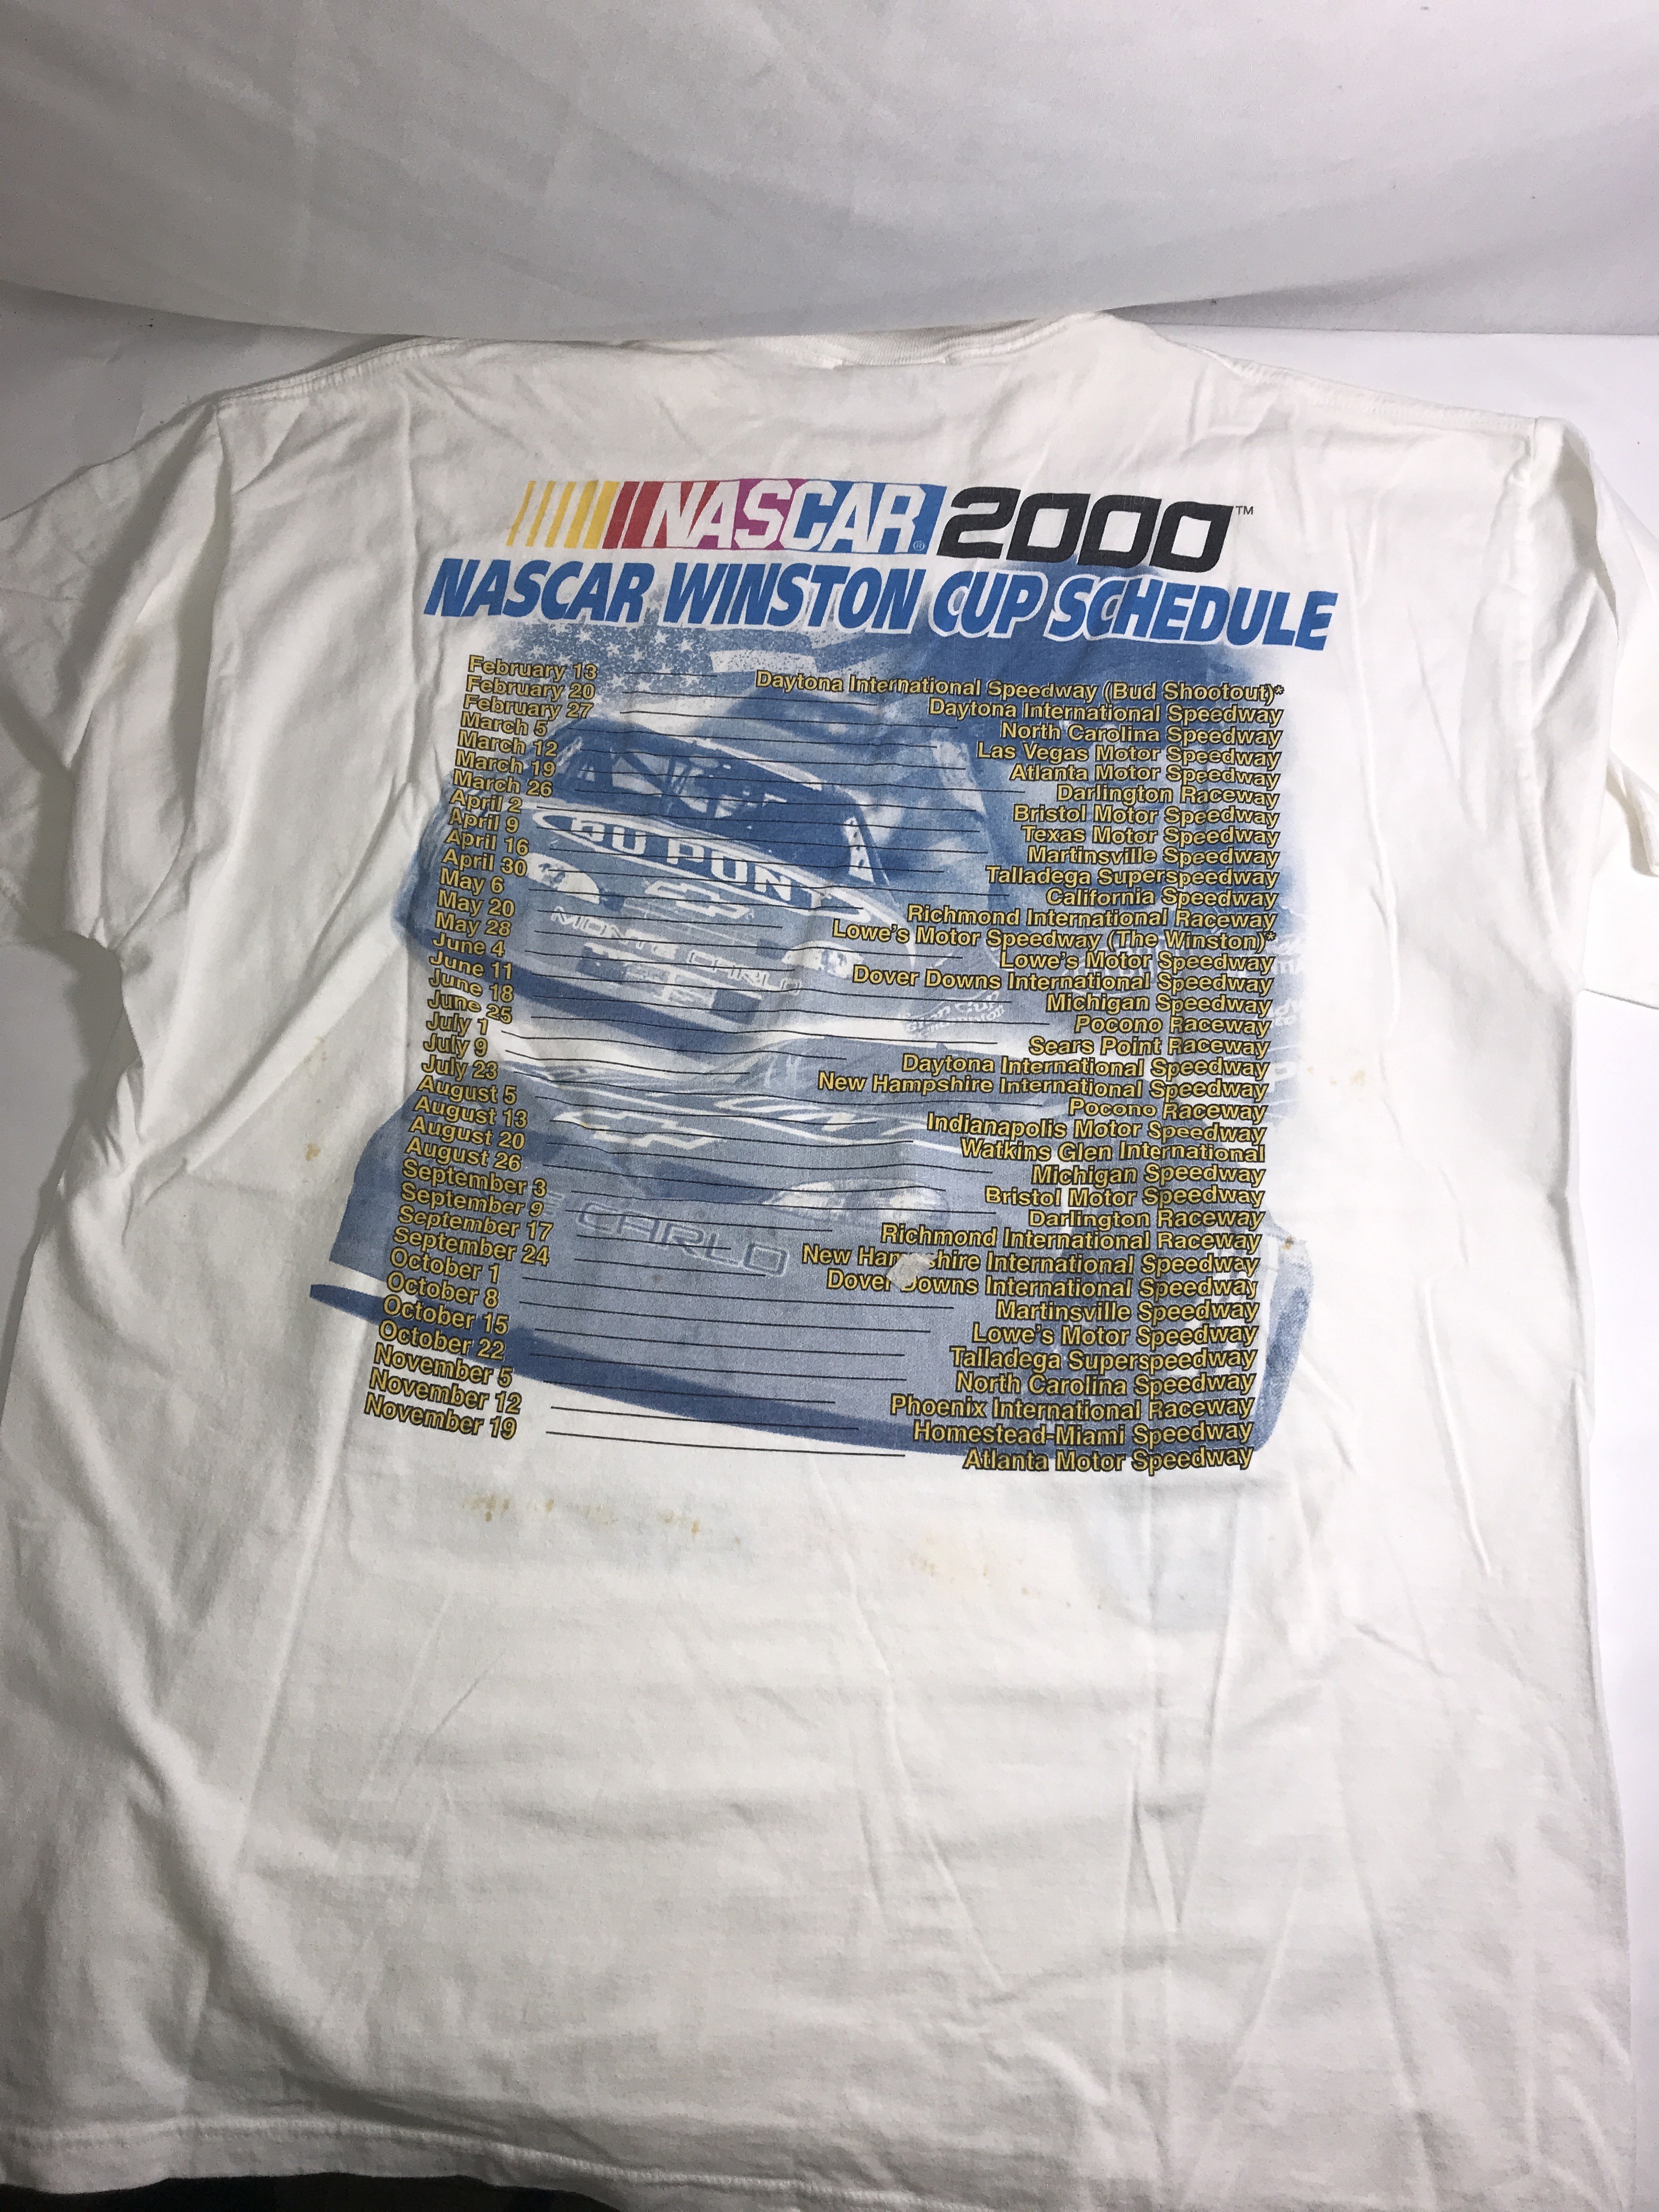 NASCAR® 2000™
NASCAR WINSTON CUP SCHEDULE
February 13 Daytona International Speedway (Bud Shootout)*
February 20 Daytona International Speedway
February 27 North Carolina Speedway
March 5 Las Vegas Motor Speedway
March 12 Atlanta Motor Speedway
March 19 Darlington Raceway
March 26 Bristol Motor Speedway
April 2 Texas Motor Speedway
April 9 Martinsville Speedway
April 16 Talladega Superspeedway
April 30 California Speedway
May 6 Richmond International Raceway
May 20 Lowe's Motor Speedway (The Winston)*
May 28 Lowe's Motor Speedway
June 4 Dover Downs International Speedway
June 11 Michigan Speedway
June 18 Pocono Raceway
June 25 Sears Point Raceway
July 1 Daytona International Speedway
July 9 New Hampshire International Speedway
July 23 Pocono Raceway
August 5 Indianapolis Motor Speedway
August 13 Watkins Glen International
August 20 Michigan Speedway
August 26 Bristol Motor Speedway
September 3 Darlington Raceway
September 9 Richmond International Raceway
September 17 New Hampshire International Speedway
September 24 Dover Downs International Speedway
October 1 Martinsville Speedway
October 8 Lowe's Motor Speedway
October 15 Talladega Superspeedway
October 22 North Carolina Speedway
November 5 Phoenix International Raceway
November 12 Homestead-Miami Speedway
November 19 Atlanta Motor Speedway
DU PONT
MONTE CARLO
CARLO